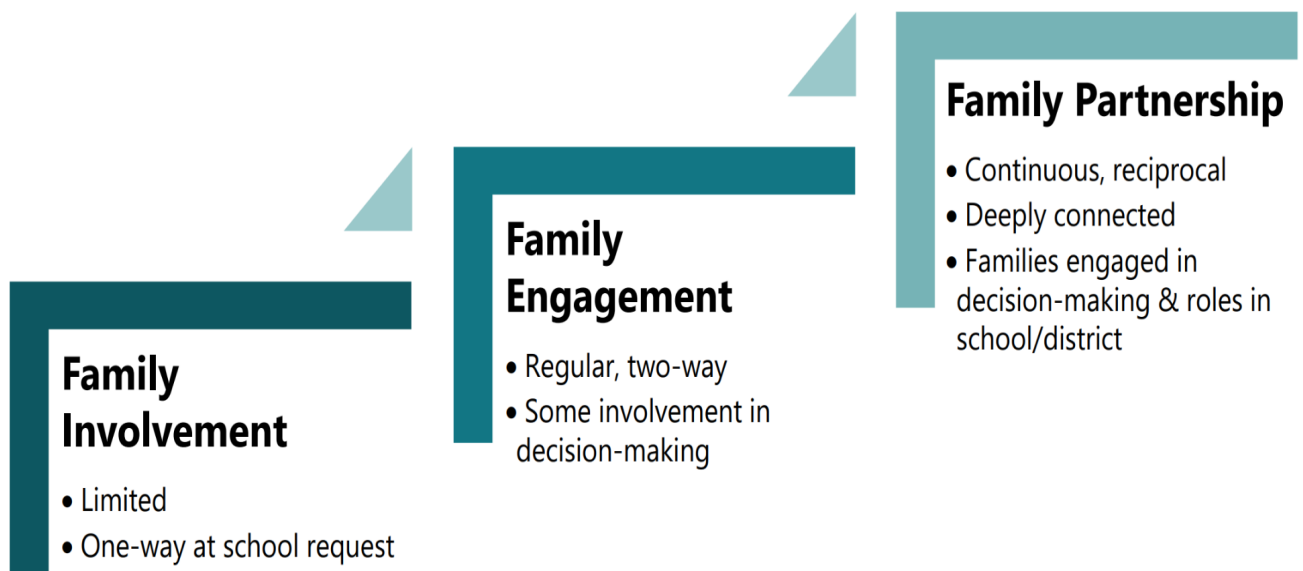 Family
Involvement
• Limited
• One-way at school request
Family
Engagement
• Regular, two-way
• Some involvement in
decision-making
Family Partnership
• Continuous, reciprocal
• Deeply connected
• Families engaged in
decision-making & roles in
school/district